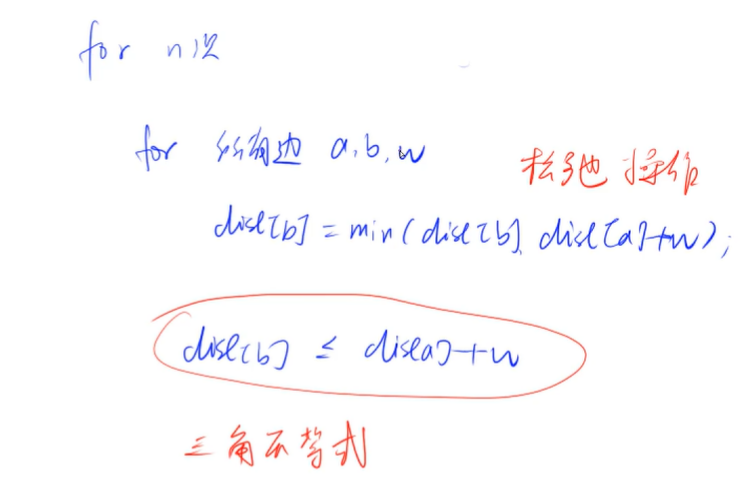 for n次
for 所有边 a,b,w
松弛操作
dist[b] = min(dist[b], dist[a]+w);
dist[b] ≤ dist[a]+w
三角不等式